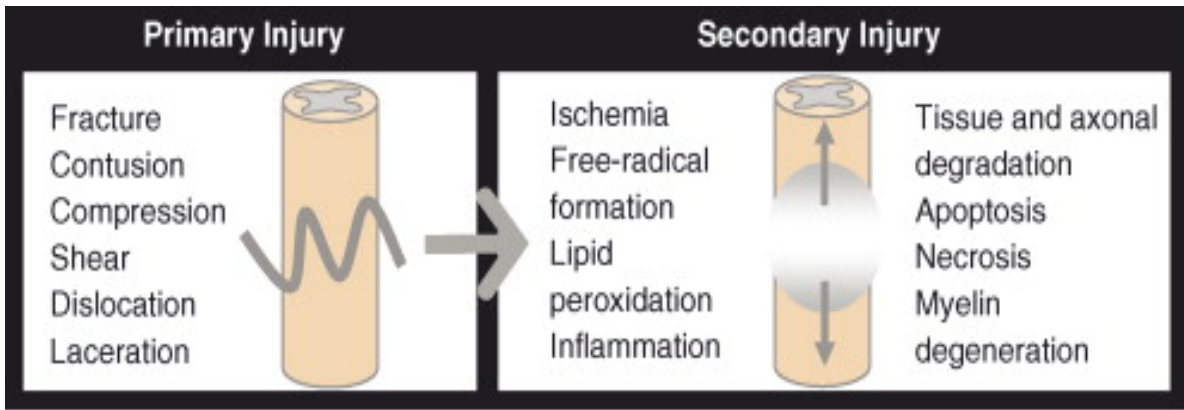 Primary Injury
Fracture
Contusion
Compression
Shear
Dislocation
Laceration
Secondary Injury
Ischemia
Free-radical
formation
Lipid
peroxidation
Inflammation
Tissue and axonal
degradation
Apoptosis
Necrosis
Myelin
degeneration